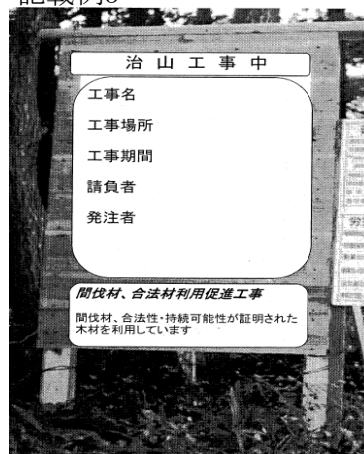 治山工事中
工事名
工事場所
工事期間
請負者
発注者
間伐材、合法材利用促進工事
間伐材、合法性・持続可能性が証明された
木材を利用しています